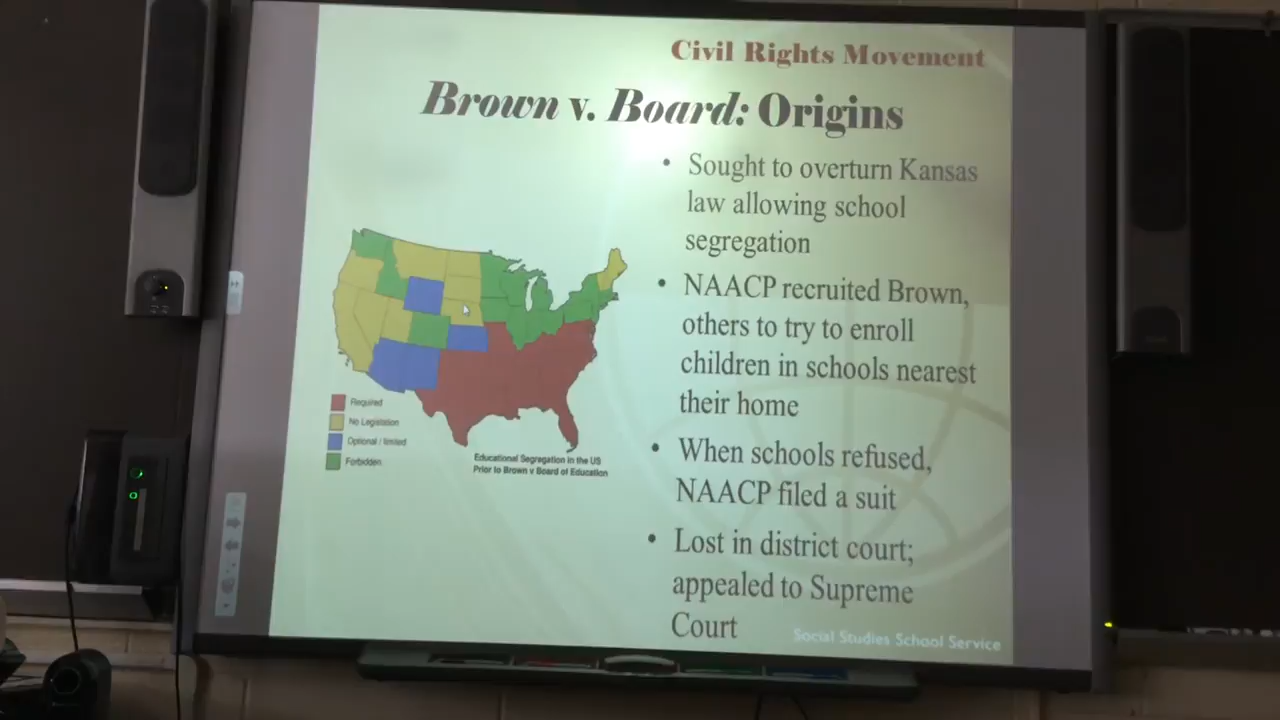 Civil Rights Movement
Brown v. Board: Origins
• Sought to overturn Kansas
law allowing school
segregation
• NAACP recruited Brown,
others to try to enroll
children in schools nearest
their home
• When schools refused,
NAACP filed a suit
• Lost in district court;
appealed to Supreme
Court
Required
No Legislation
Optional / limited
Forbidden
Educational Segregation in the US
Prior to Brown v Board of Education
Social Studies School Service